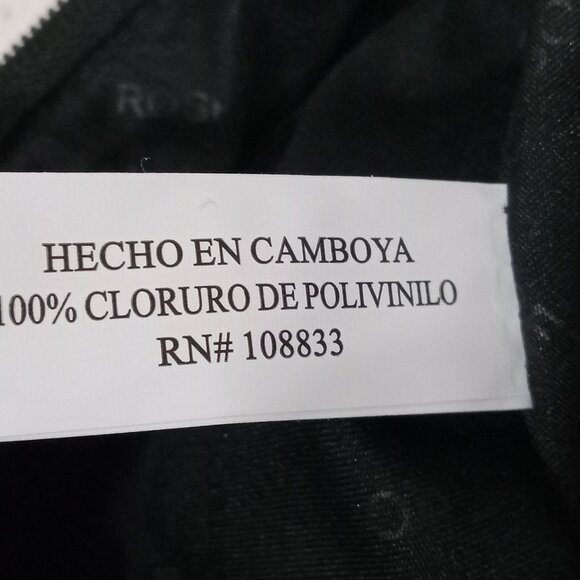 HECHO EN CAMBOYA
100% CLORURO DE POLIVINILO
RN# 108833